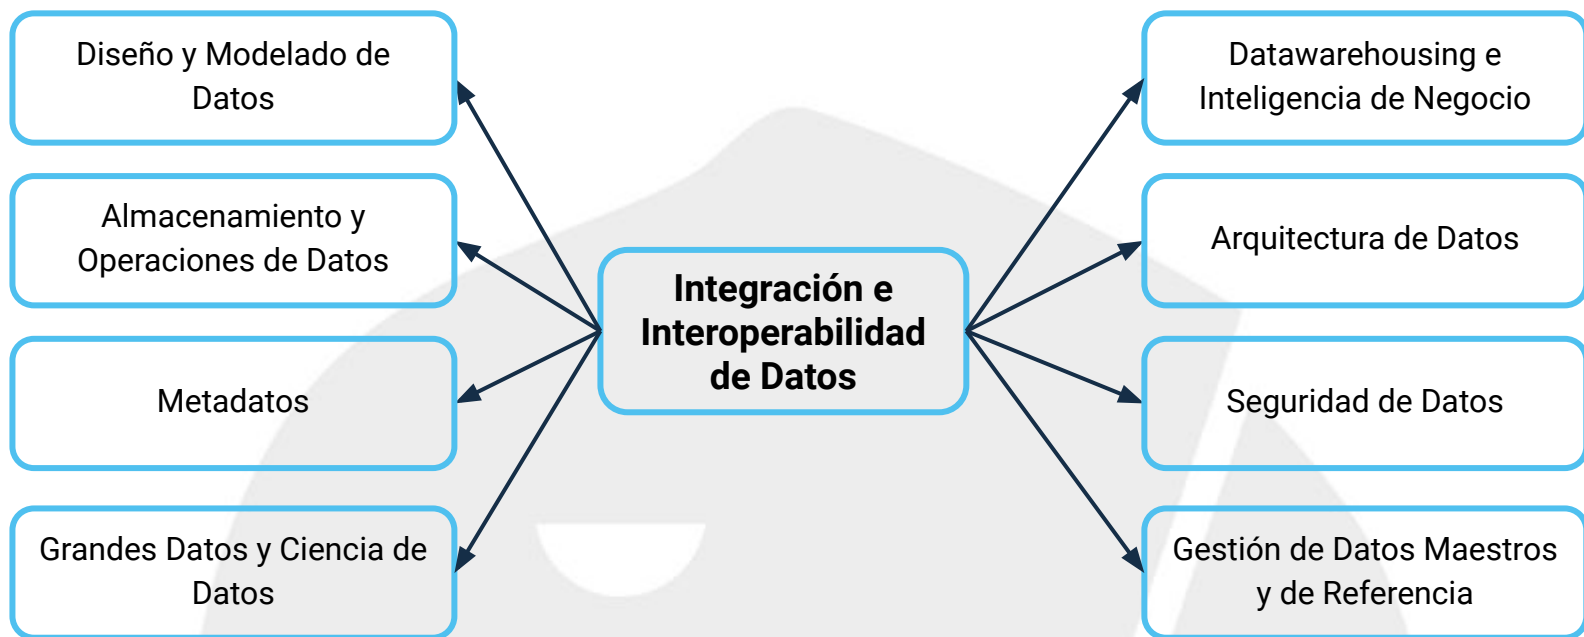 Diseño y Modelado de
Datos
Almacenamiento y
Operaciones de Datos
Metadatos
Grandes Datos y Ciencia de
Datos
Integración e
Interoperabilidad
de Datos
Datawarehousing e
Inteligencia de Negocio
Arquitectura de Datos
Seguridad de Datos
Gestión de Datos Maestros
y de Referencia